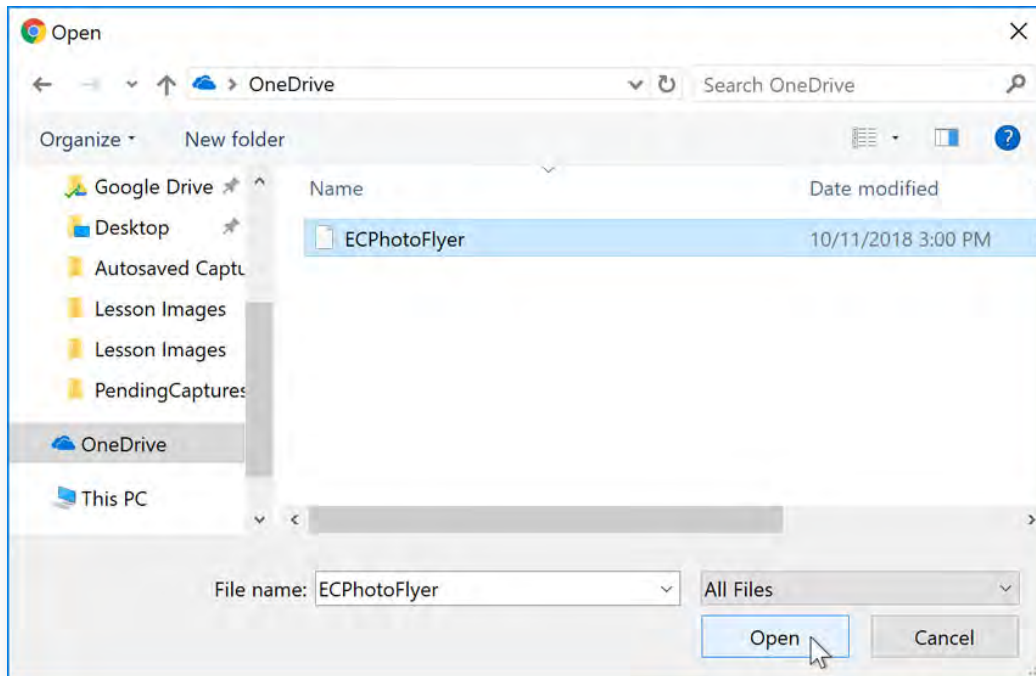 Open
OneDrive
Search OneDrive
Organize
New folder
Google Drive
Desktop
Autosaved Captu
Lesson Images
Lesson Images
PendingCaptures
OneDrive
This PC
Name
Date modified
ECPhotoFlyer
10/11/2018 3:00 PM
File name:
ECPhotoFlyer
All Files
Open
Cancel